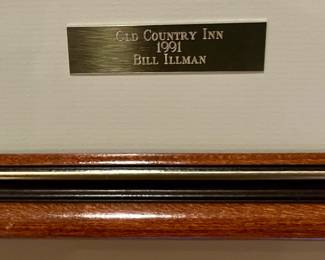 Old Country Inn
1991
Bill Illman